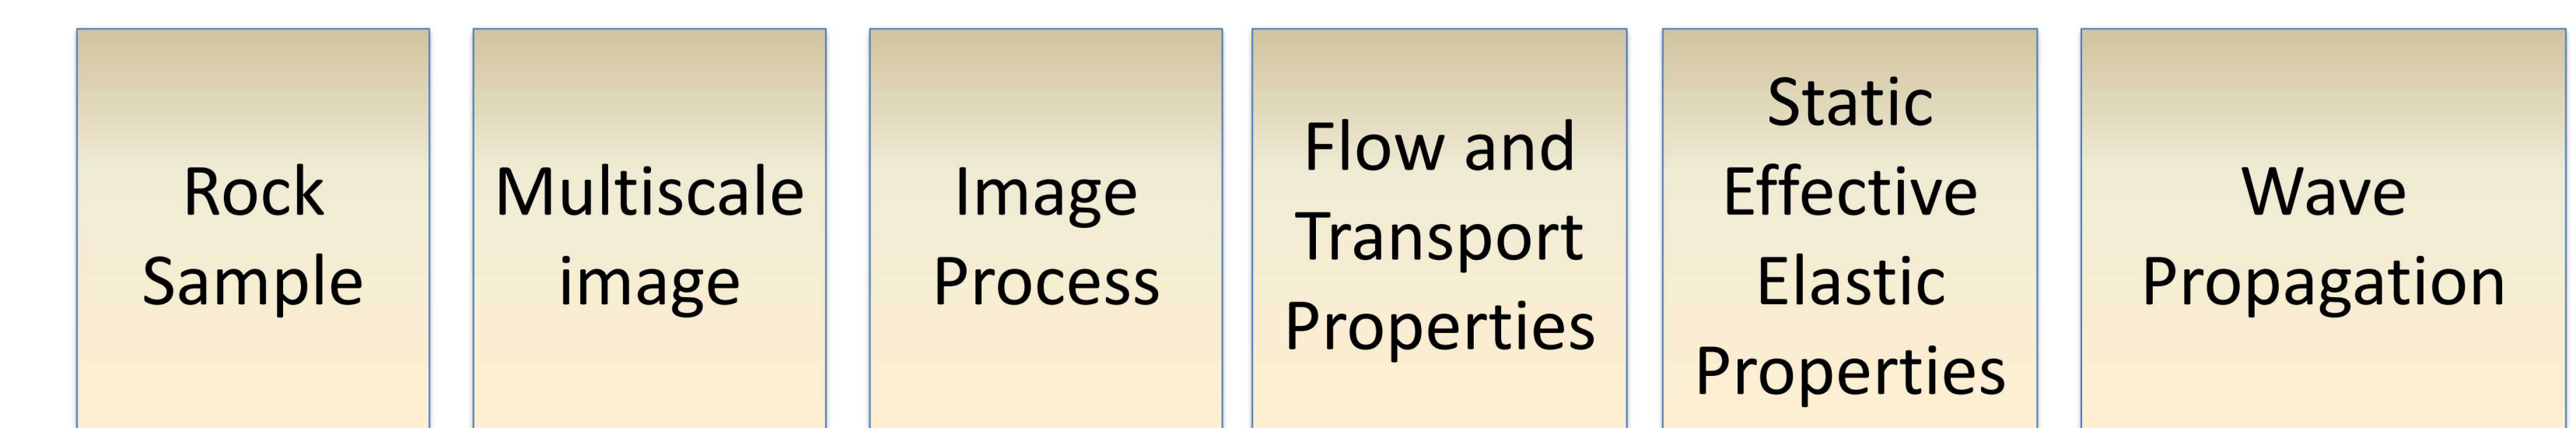 Rock
Sample
Multiscale
image
Image
Process
Flow and
Transport
Properties
Static
Effective
Elastic
Properties
Wave
Propagation